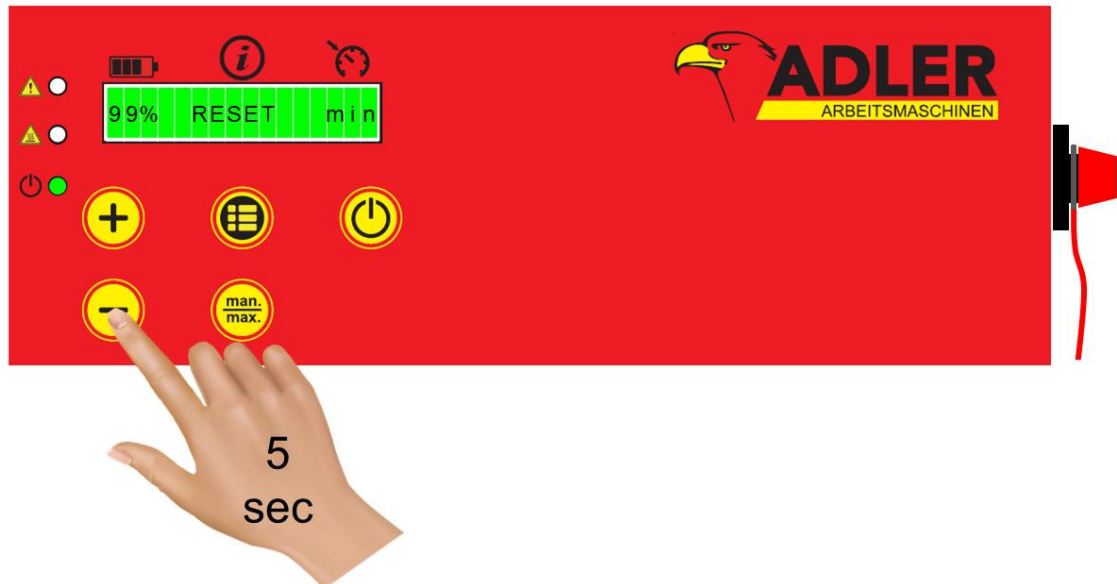 ADLER
ARBEITSMASCHINEN
99% RESET min
man.
max.
5
sec